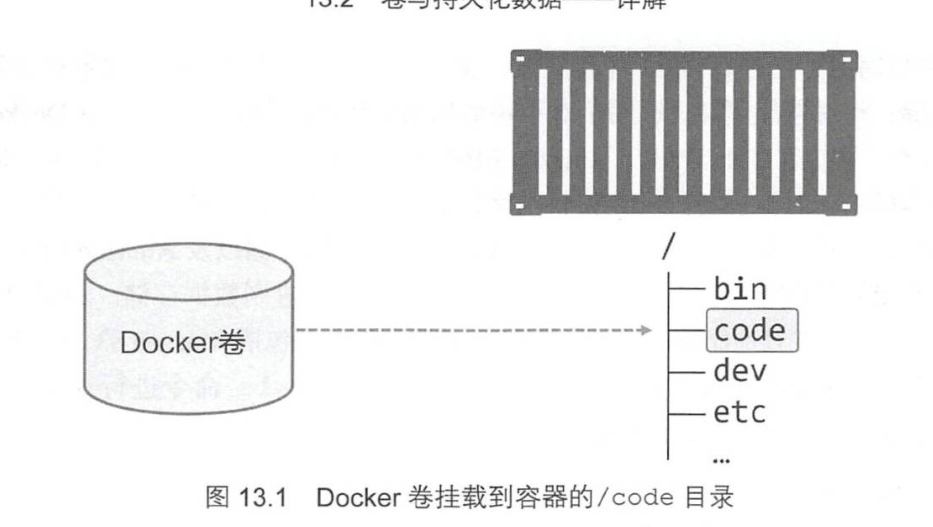 13.2 卷与持久化数据——详解
/
bin
code
Docker卷
dev
etc
...
图 13.1 Docker 卷挂载到容器的/code 目录